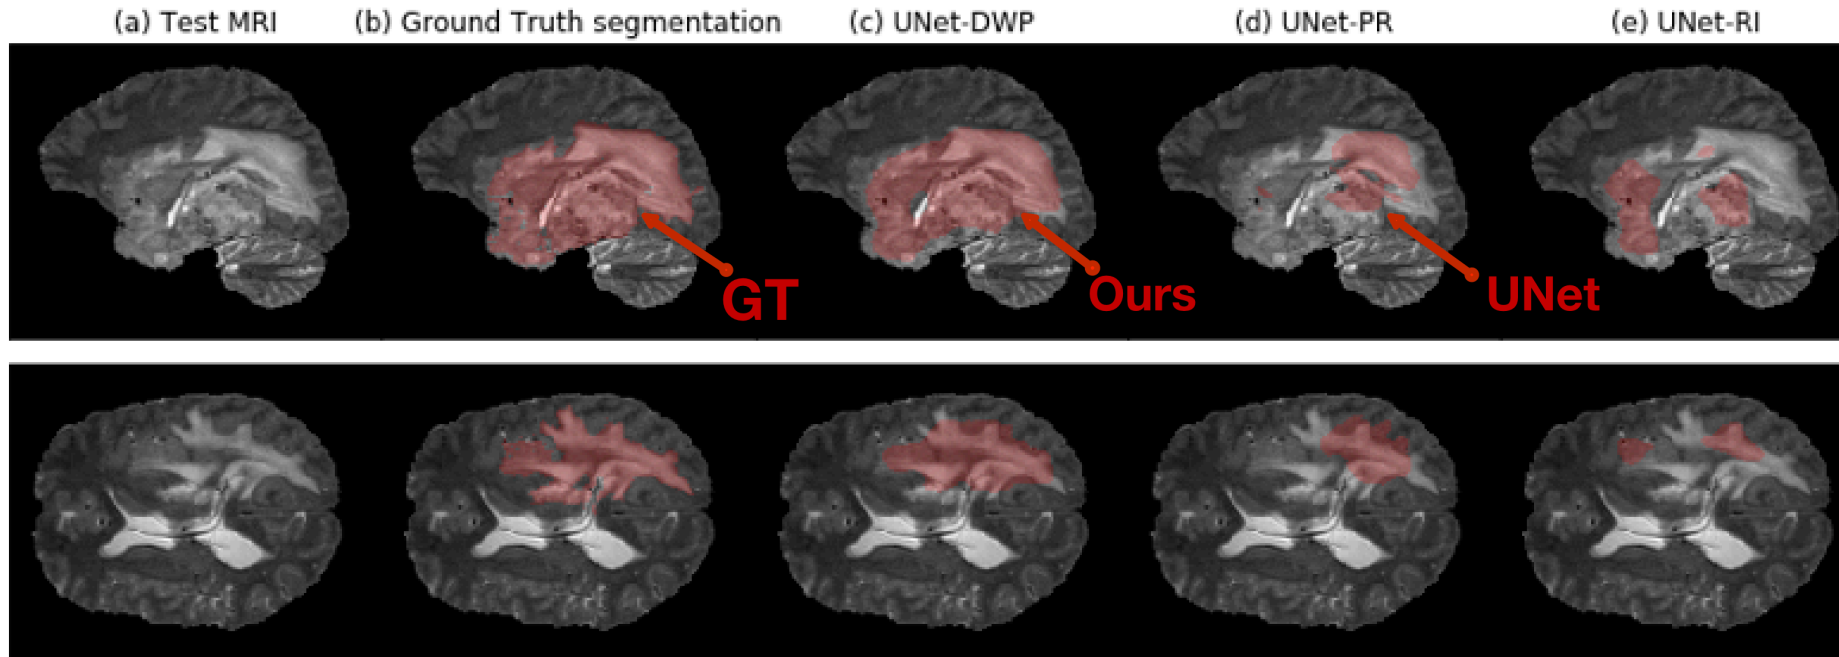 (a) Test MRI
(b) Ground Truth segmentation
(c) UNet-DWP
(d) UNet-PR
(e) UNet-RI
GT
Ours
UNet